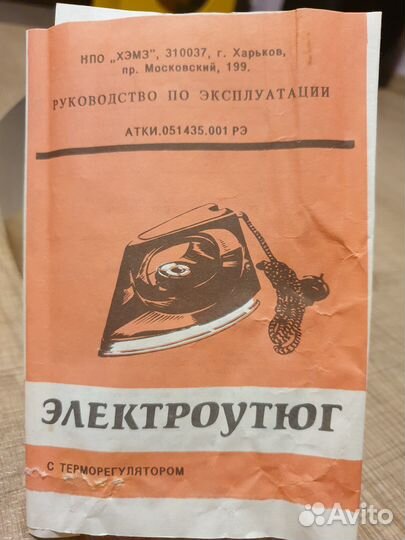 НПО „ХЭМЗ", 310037, г. Харьков,
пр. Московский, 199.
РУКОВОДСТВО ПО ЭКСПЛУАТАЦИИ
АТКИ.051435.001 РЭ
ЭЛЕКТРОУТЮГ
С ТЕРМОРЕГУЛЯТОРОМ
Avito